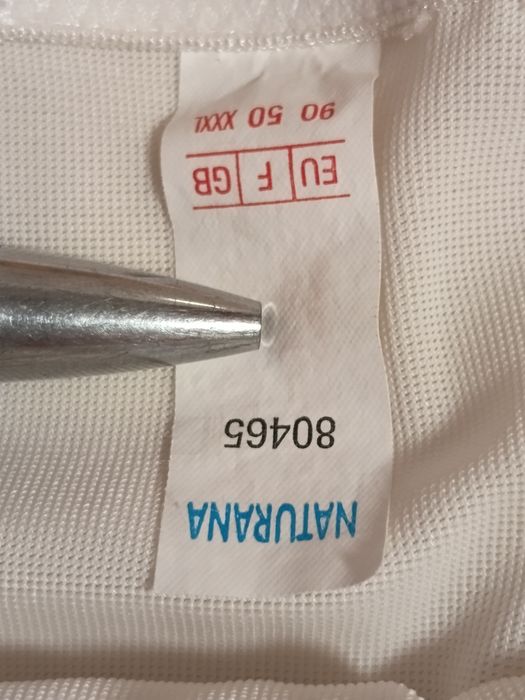 NATURANA
80465
EU F GB
90 50 XXXL